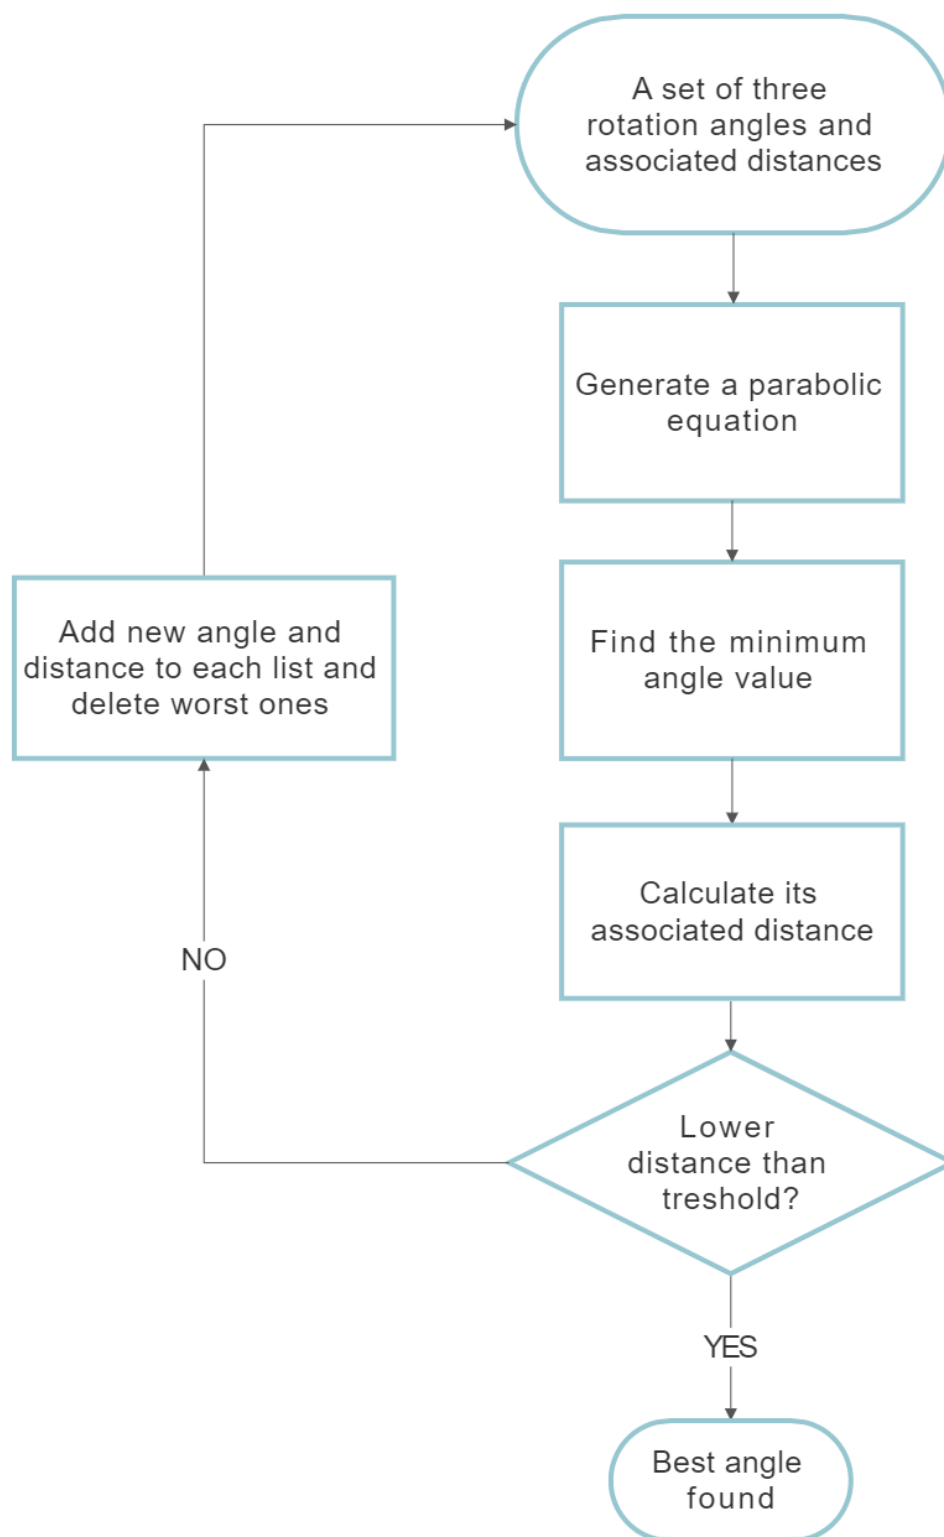 A set of three
rotation angles and
associated distances
Generate a parabolic
equation
Find the minimum
angle value
Calculate its
associated distance
Lower
distance than
treshold?
NO
Add new angle and
distance to each list and
delete worst ones
YES
Best angle
found